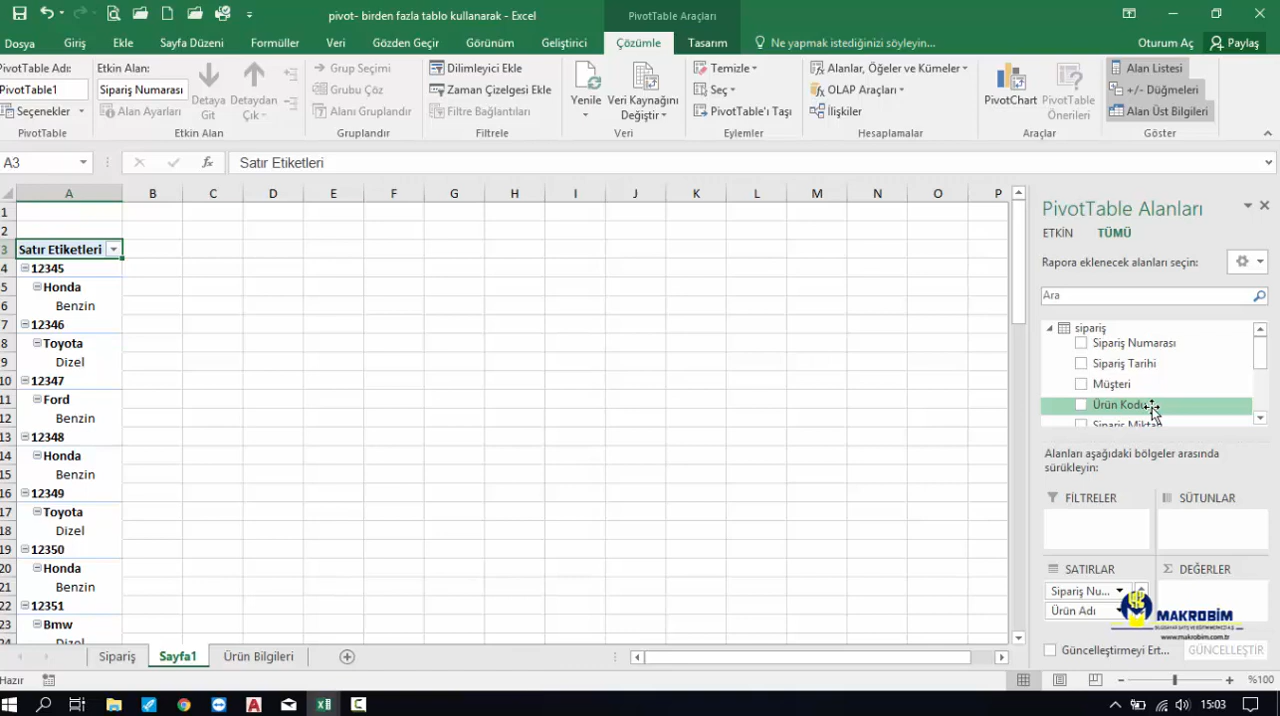 pivot- birden fazla tablo kullanarak - Excel
PivotTable Araçları
Dosya Giriş Ekle Sayfa Düzeni Formüller Veri Gözden Geçir Görünüm Geliştirici Çözümle Tasarım Ne yapmak istediğinizi söyleyin... Oturum Aç Paylaş
PivotTable Adı: Etkin Alan: Grup Seçimi Dilimleyici Ekle Temizle Alanlar, Öğeler ve Kümeler Alan Listesi
PivotTable1 Sipariş Numarası Detaya Git Detaydan Çık Grubu Çöz Zaman Çizelgesi Ekle Yenile Veri Kaynağını Değiştir Seç OLAP Araçları PivotChart PivotTable Önerileri +/- Düğmeleri
Seçenekler Alan Ayarları Alanı Gruplandır Filtre Bağlantıları PivotTable'ı Taşı İlişkiler Alan Üst Bilgileri
PivotTable Etkin Alan Gruplandır Filtrele Veri Eylemler Hesaplamalar Araçlar Göster
A3 fx Satır Etiketleri
A B C D E F G H I J K L M N O P
1
2
3 Satır Etiketleri
4 12345
5 Honda
6 Benzin
7 12346
8 Toyota
9 Dizel
10 12347
11 Ford
12 Benzin
13 12348
14 Honda
15 Benzin
16 12349
17 Toyota
18 Dizel
19 12350
20 Honda
21 Benzin
22 12351
23 Bmw
24 Dizel
PivotTable Alanları
ETKİN TÜMÜ
Rapora eklenecek alanları seçin:
Ara
sipariş
Sipariş Numarası
Sipariş Tarihi
Müşteri
Ürün Kodu
Sipariş Miktarı
Alanları aşağıdaki bölgeler arasında
sürükleyin:
FİLTRELER SÜTUNLAR
SATIRLAR Σ DEĞERLER
Sipariş Nu...
Ürün Adı
MAKROBİM
www.makrobim.com.tr
Güncelleştirmeyi Ert... GÜNCELLEŞTİR
Sipariş Sayfa1 Ürün Bilgileri
Hazır %100
15:03